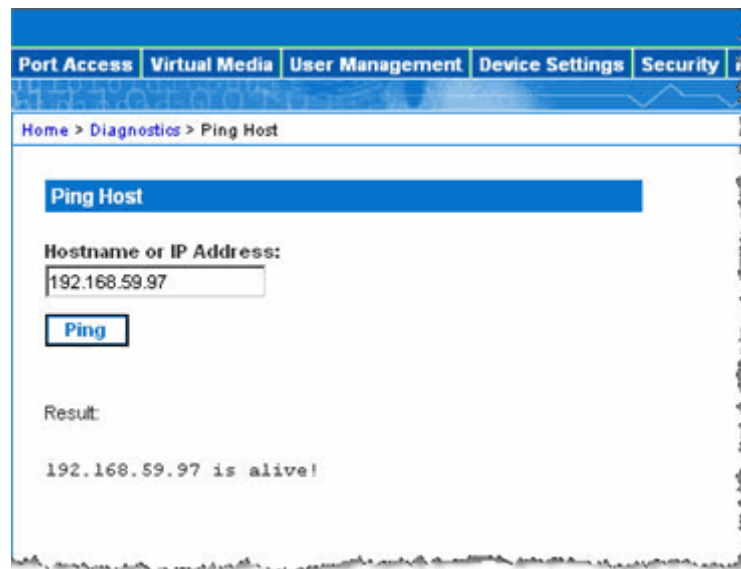 Port Access Virtual Media User Management Device Settings Security
Home > Diagnostics > Ping Host
Ping Host
Hostname or IP Address:
192.168.59.97
Ping
Result:
192.168.59.97 is alive!